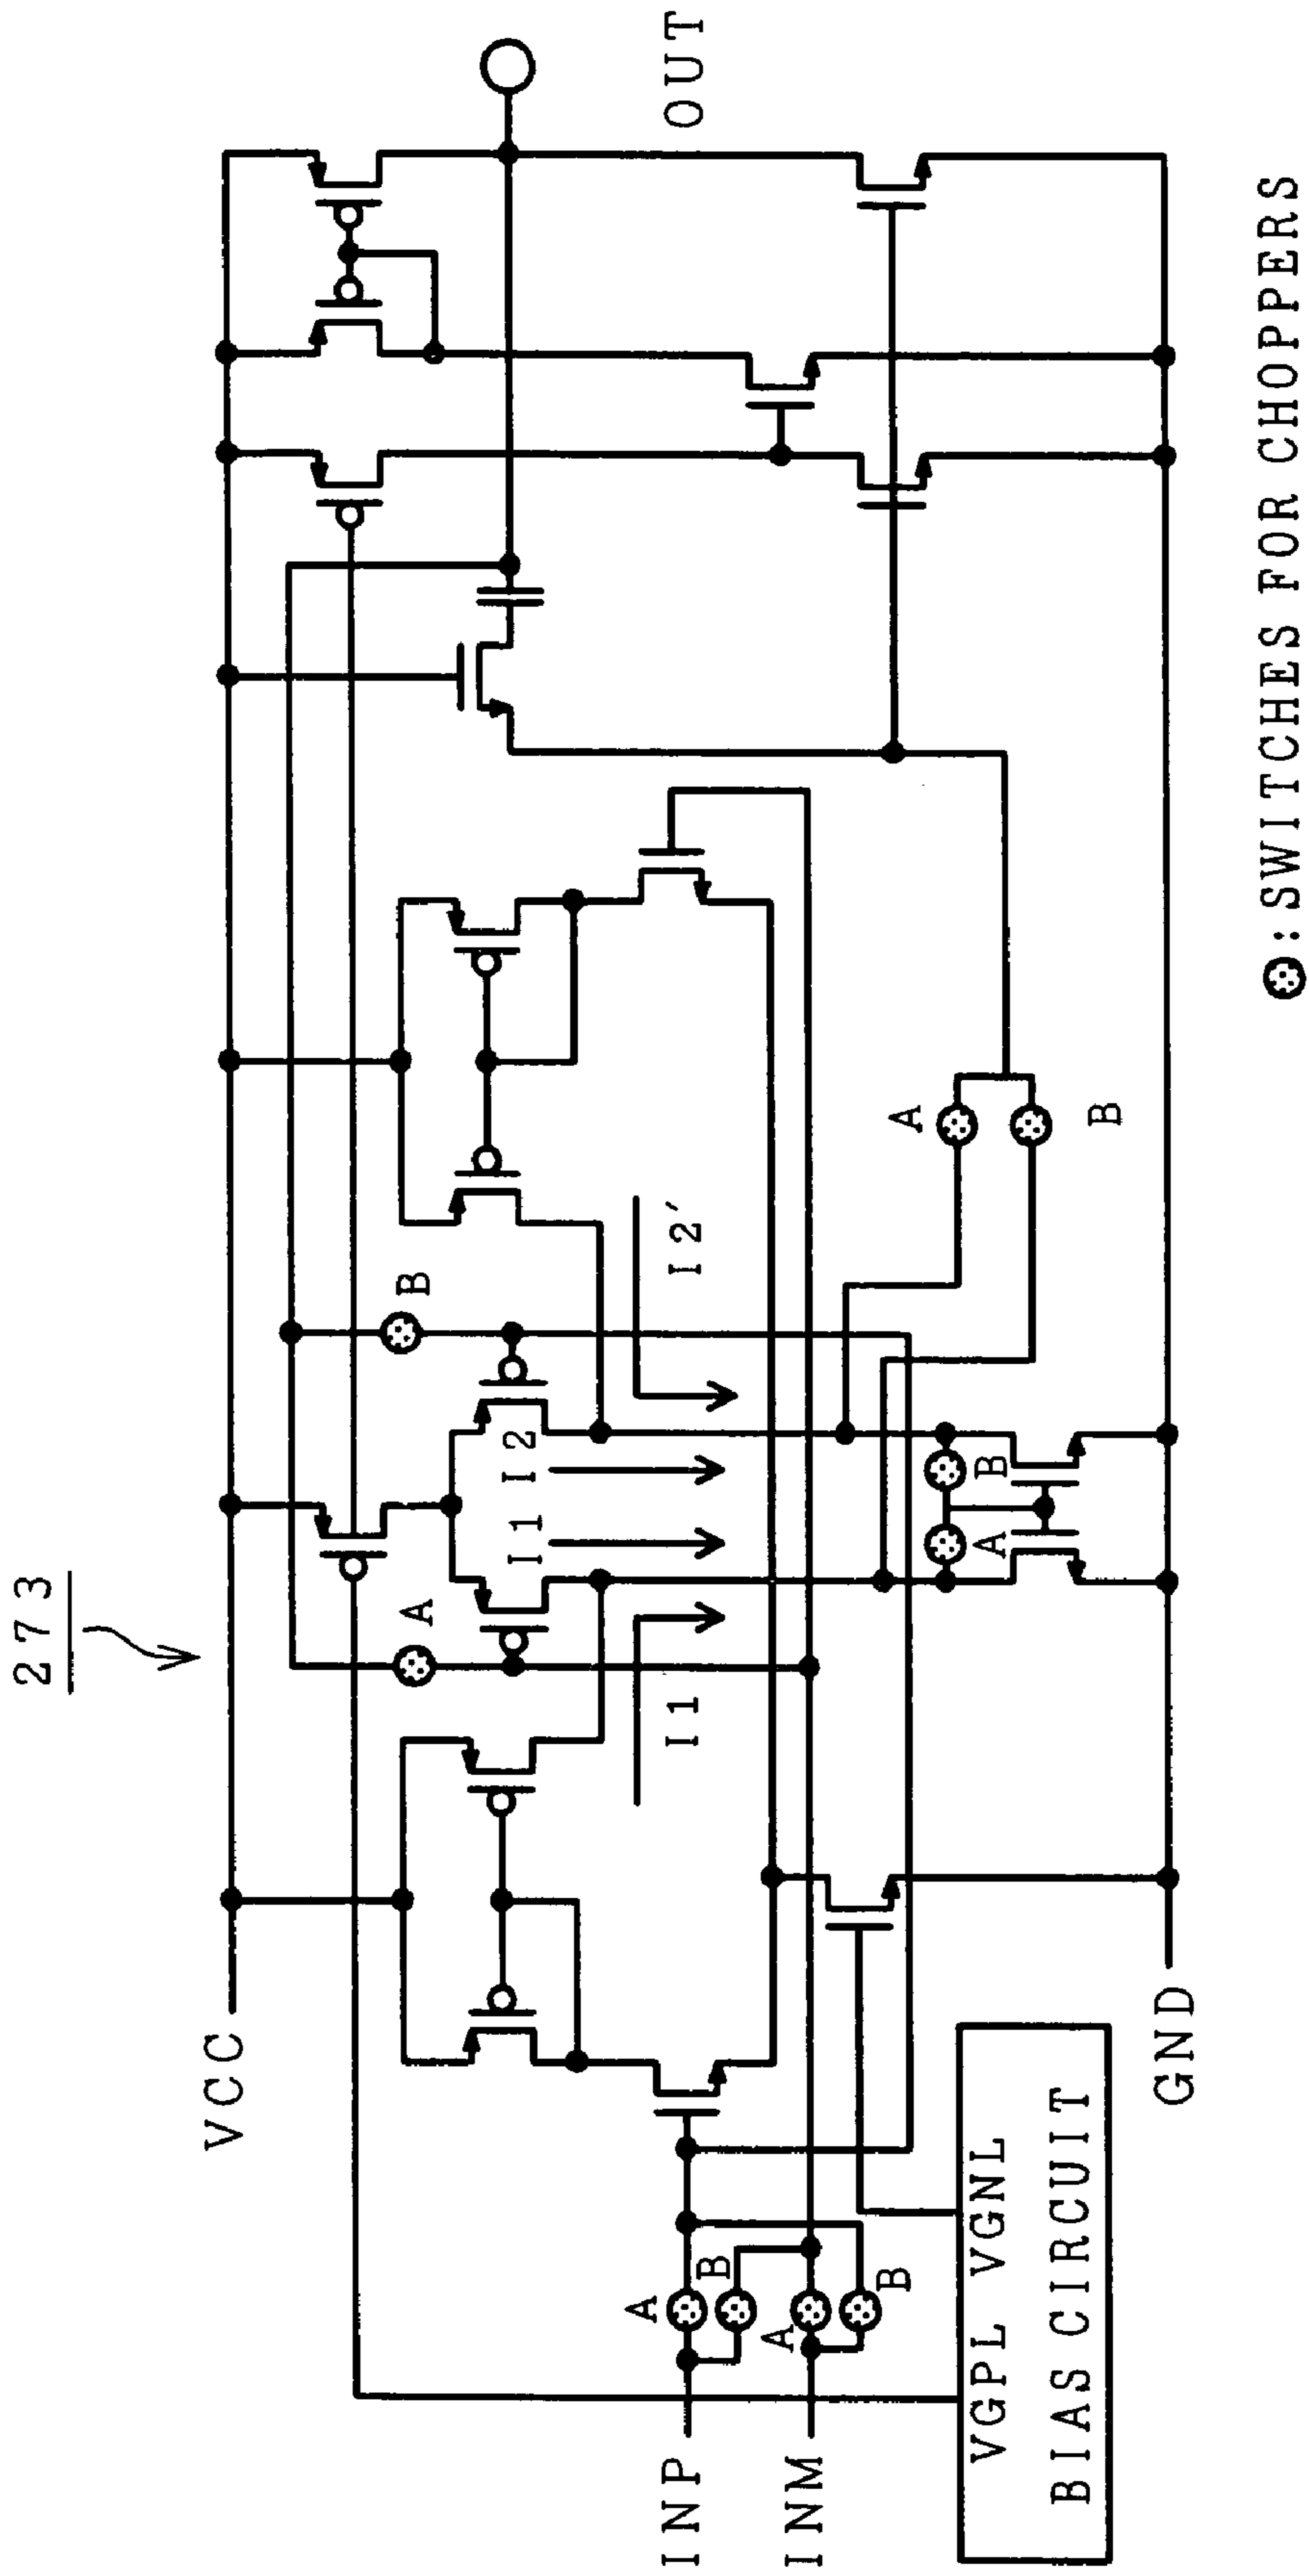 273
VCC
INP
INM
A
B
A
B
VGPL VGNL
BIAS CIRCUIT
GND
I1
A
I1
I2
B
I2'
A
B
A
B
OUT
:SWITCHES FOR CHOPPERS